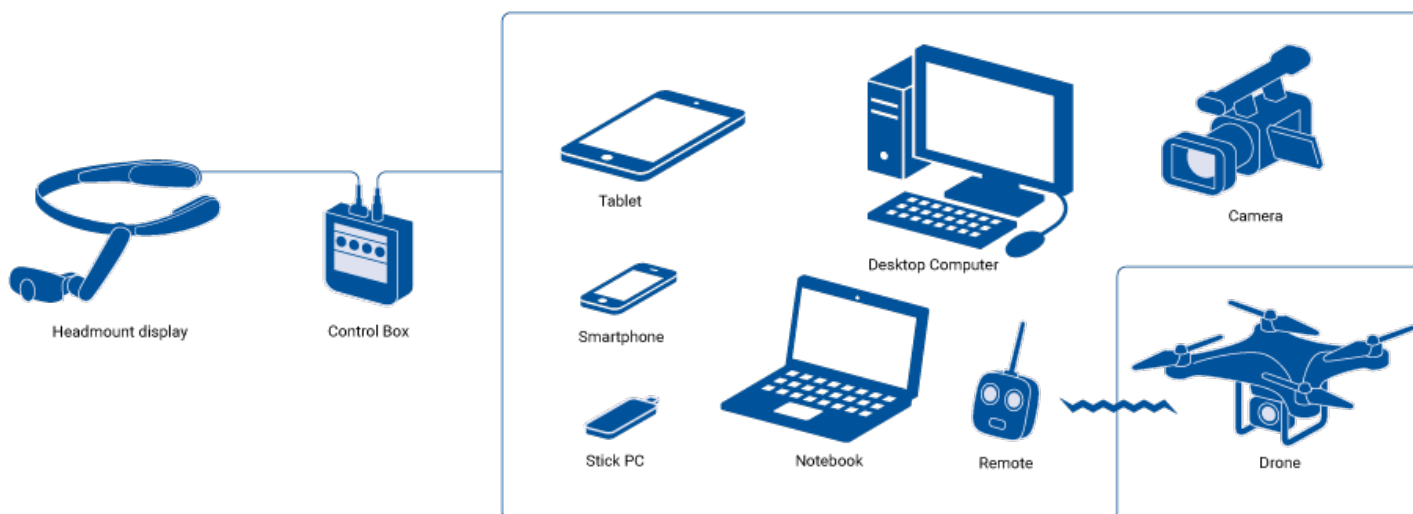 Tablet
Camera
Desktop Computer
Headmount display
Control Box
Smartphone
Stick PC
Notebook
Remote
Drone